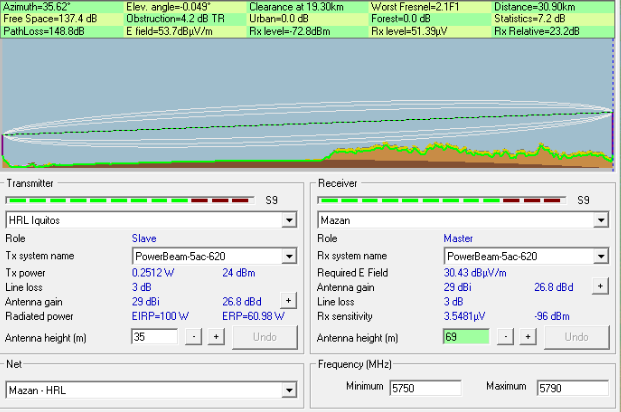 Azimuth=35.62° Elev. angle=-0.049° Clearance at 19.30km Worst Fresnel=2.1F1 Distance=30.90km
Free Space=137.4 dB Obstruction=4.2 dB TR Urban=0.0 dB Forest=0.0 dB Statistics=7.2 dB
PathLoss=148.8dB E field=53.7dBµV/m Rx level=-72.8dBm Rx level=51.39µV Rx Relative=23.2dB
Transmitter Receiver
S9 S9
HRL Iquitos Mazan
Role Slave Role Master
Tx system name PowerBeam-5ac-620 Rx system name PowerBeam-5ac-620
Tx power 0.2512 W 24 dBm Required E Field 30.43 dBµV/m
Line loss 3 dB Antenna gain 29 dBi 26.8 dBd +
Antenna gain 29 dBi 26.8 dBd + Line loss 3 dB
Radiated power EIRP=100 W ERP=60.98 W Rx sensitivity 3.5481µV -96 dBm
Antenna height (m) 35 - + Undo Antenna height (m) 69 - + Undo
Net Frequency (MHz)
Mazan - HRL Minimum 5750 Maximum 5790